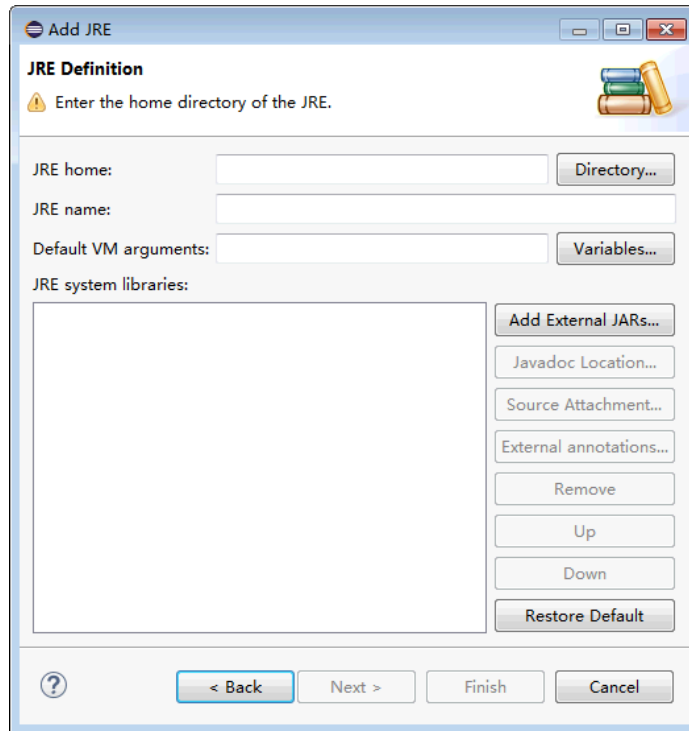 Add JRE
JRE Definition
Enter the home directory of the JRE.
JRE home:
Directory...
JRE name:
Default VM arguments:
Variables...
JRE system libraries:
Add External JARs...
Javadoc Location...
Source Attachment...
External annotations...
Remove
Up
Down
Restore Default
?
< Back
Next >
Finish
Cancel